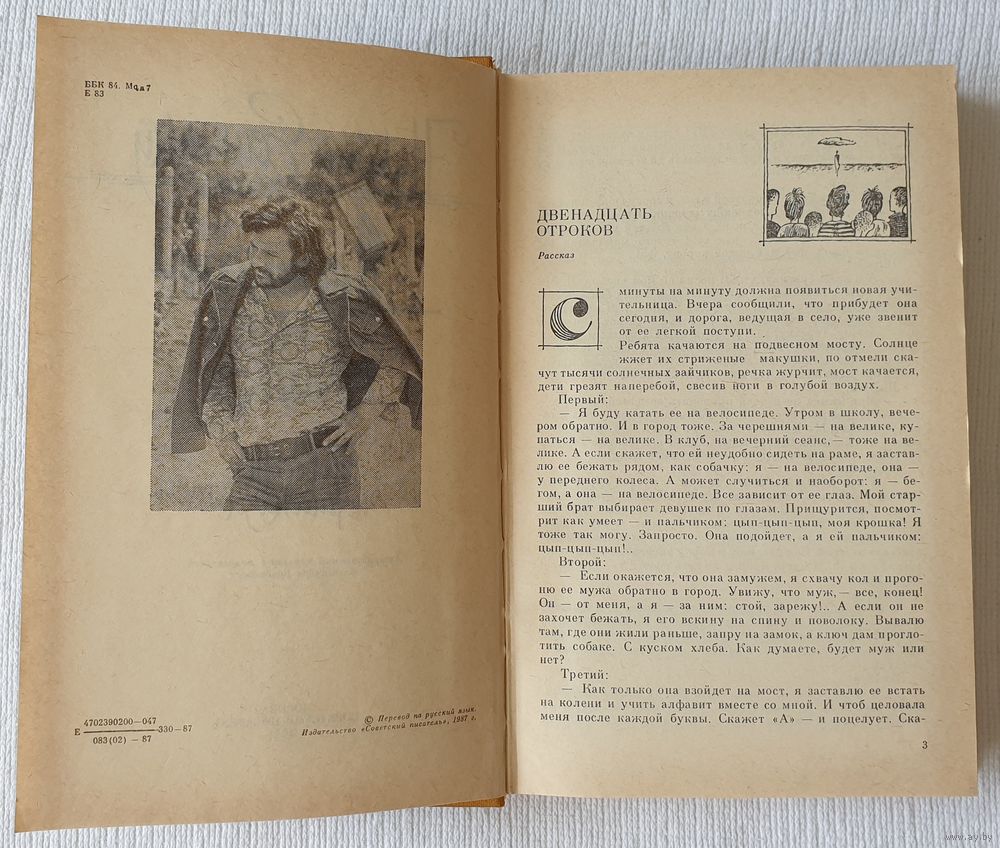 ББК 84. Мод7
Е 83
Е
4702390200—047
083(02) — 87
330—87
© Перевод на русский язык.
Издательство «Советский писатель», 1987 г.
ДВЕНАДЦАТЬ
ОТРОКОВ
Рассказ
С минуты на минуту должна появиться новая учи-
тельница. Вчера сообщили, что прибудет она
сегодня, и дорога, ведущая в село, уже звенит
от ее легкой поступи.
Ребята качаются на подвесном мосту. Солнце
жжет их стриженые макушки, по отмели ска-
чут тысячи солнечных зайчиков, речка журчит, мост качается,
дети грезят наперебой, свесив ноги в голубой воздух.
Первый:
— Я буду катать ее на велосипеде. Утром в школу, вече-
ром обратно. И в город тоже. За черешнями — на велике, ку-
паться — на велике. В клуб, на вечерний сеанс,— тоже на ве-
лике. А если скажет, что ей неудобно сидеть на раме, я застав-
лю ее бежать рядом, как собачку: я — на велосипеде, она —
у переднего колеса. А может случиться и наоборот: я — бе-
гом, а она — на велосипеде. Все зависит от ее глаз. Мой стар-
ший брат выбирает девушек по глазам. Прищурится, посмот-
рит как умеет — и пальчиком: цып-цып-цып, моя крошка! Я
тоже так могу. Запросто. Она подойдет, а я ей пальчиком:
цып-цып-цып!..
Второй:
— Если окажется, что она замужем, я схвачу кол и прого-
ню ее мужа обратно в город. Увижу, что муж,— все, конец!
Он — от меня, а я — за ним: стой, зарежу!.. А если он не
захочет бежать, я его вскину на спину и поволоку. Вывалю
там, где они жили раньше, запру на замок, а ключ дам прогло-
тить собаке. С куском хлеба. Как думаете, будет муж или
нет?
Третий:
— Как только она взойдет на мост, я заставлю ее встать
на колени и учить алфавит вместе со мной. И чтоб целовала
меня после каждой буквы. Скажет «А» — и поцелует. Ска-
3
www.ay.by